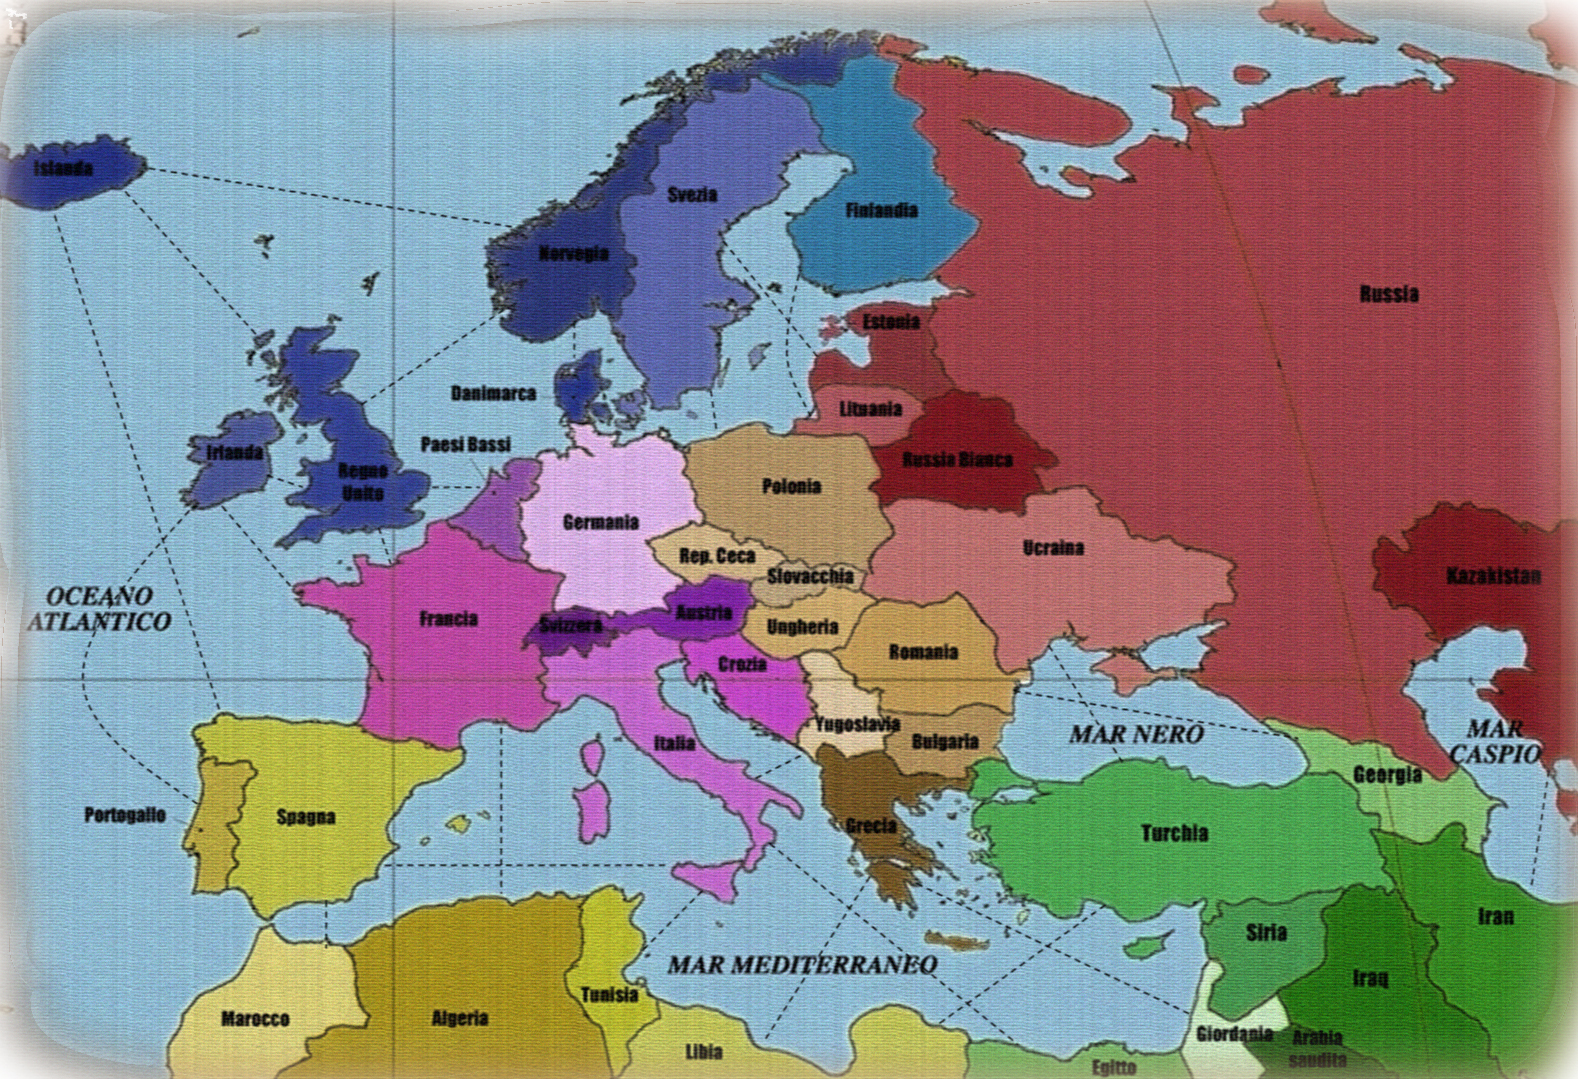 Islanda
Svezia
Finlandia
Norvegia
Russia
Estonia
Danimarca
Lituania
Paesi Bassi
Irlanda
Regno
Unito
Russia Bianca
Polonia
Germania
Ucraina
Rep. Ceca
Slovacchia
Kazakistan
OCEANO
ATLANTICO
Francia
Svizzera
Austria
Ungheria
Romania
Crozia
Yugoslavia
Italia
Bulgaria
MAR NERO
MAR
CASPIO
Georgia
Portogallo
Spagna
Grecia
Turchia
Iran
Siria
MAR MEDITERRANEO
Iraq
Tunisia
Marocco
Algeria
Giordania
Arabia
saudita
Libia
Egitto